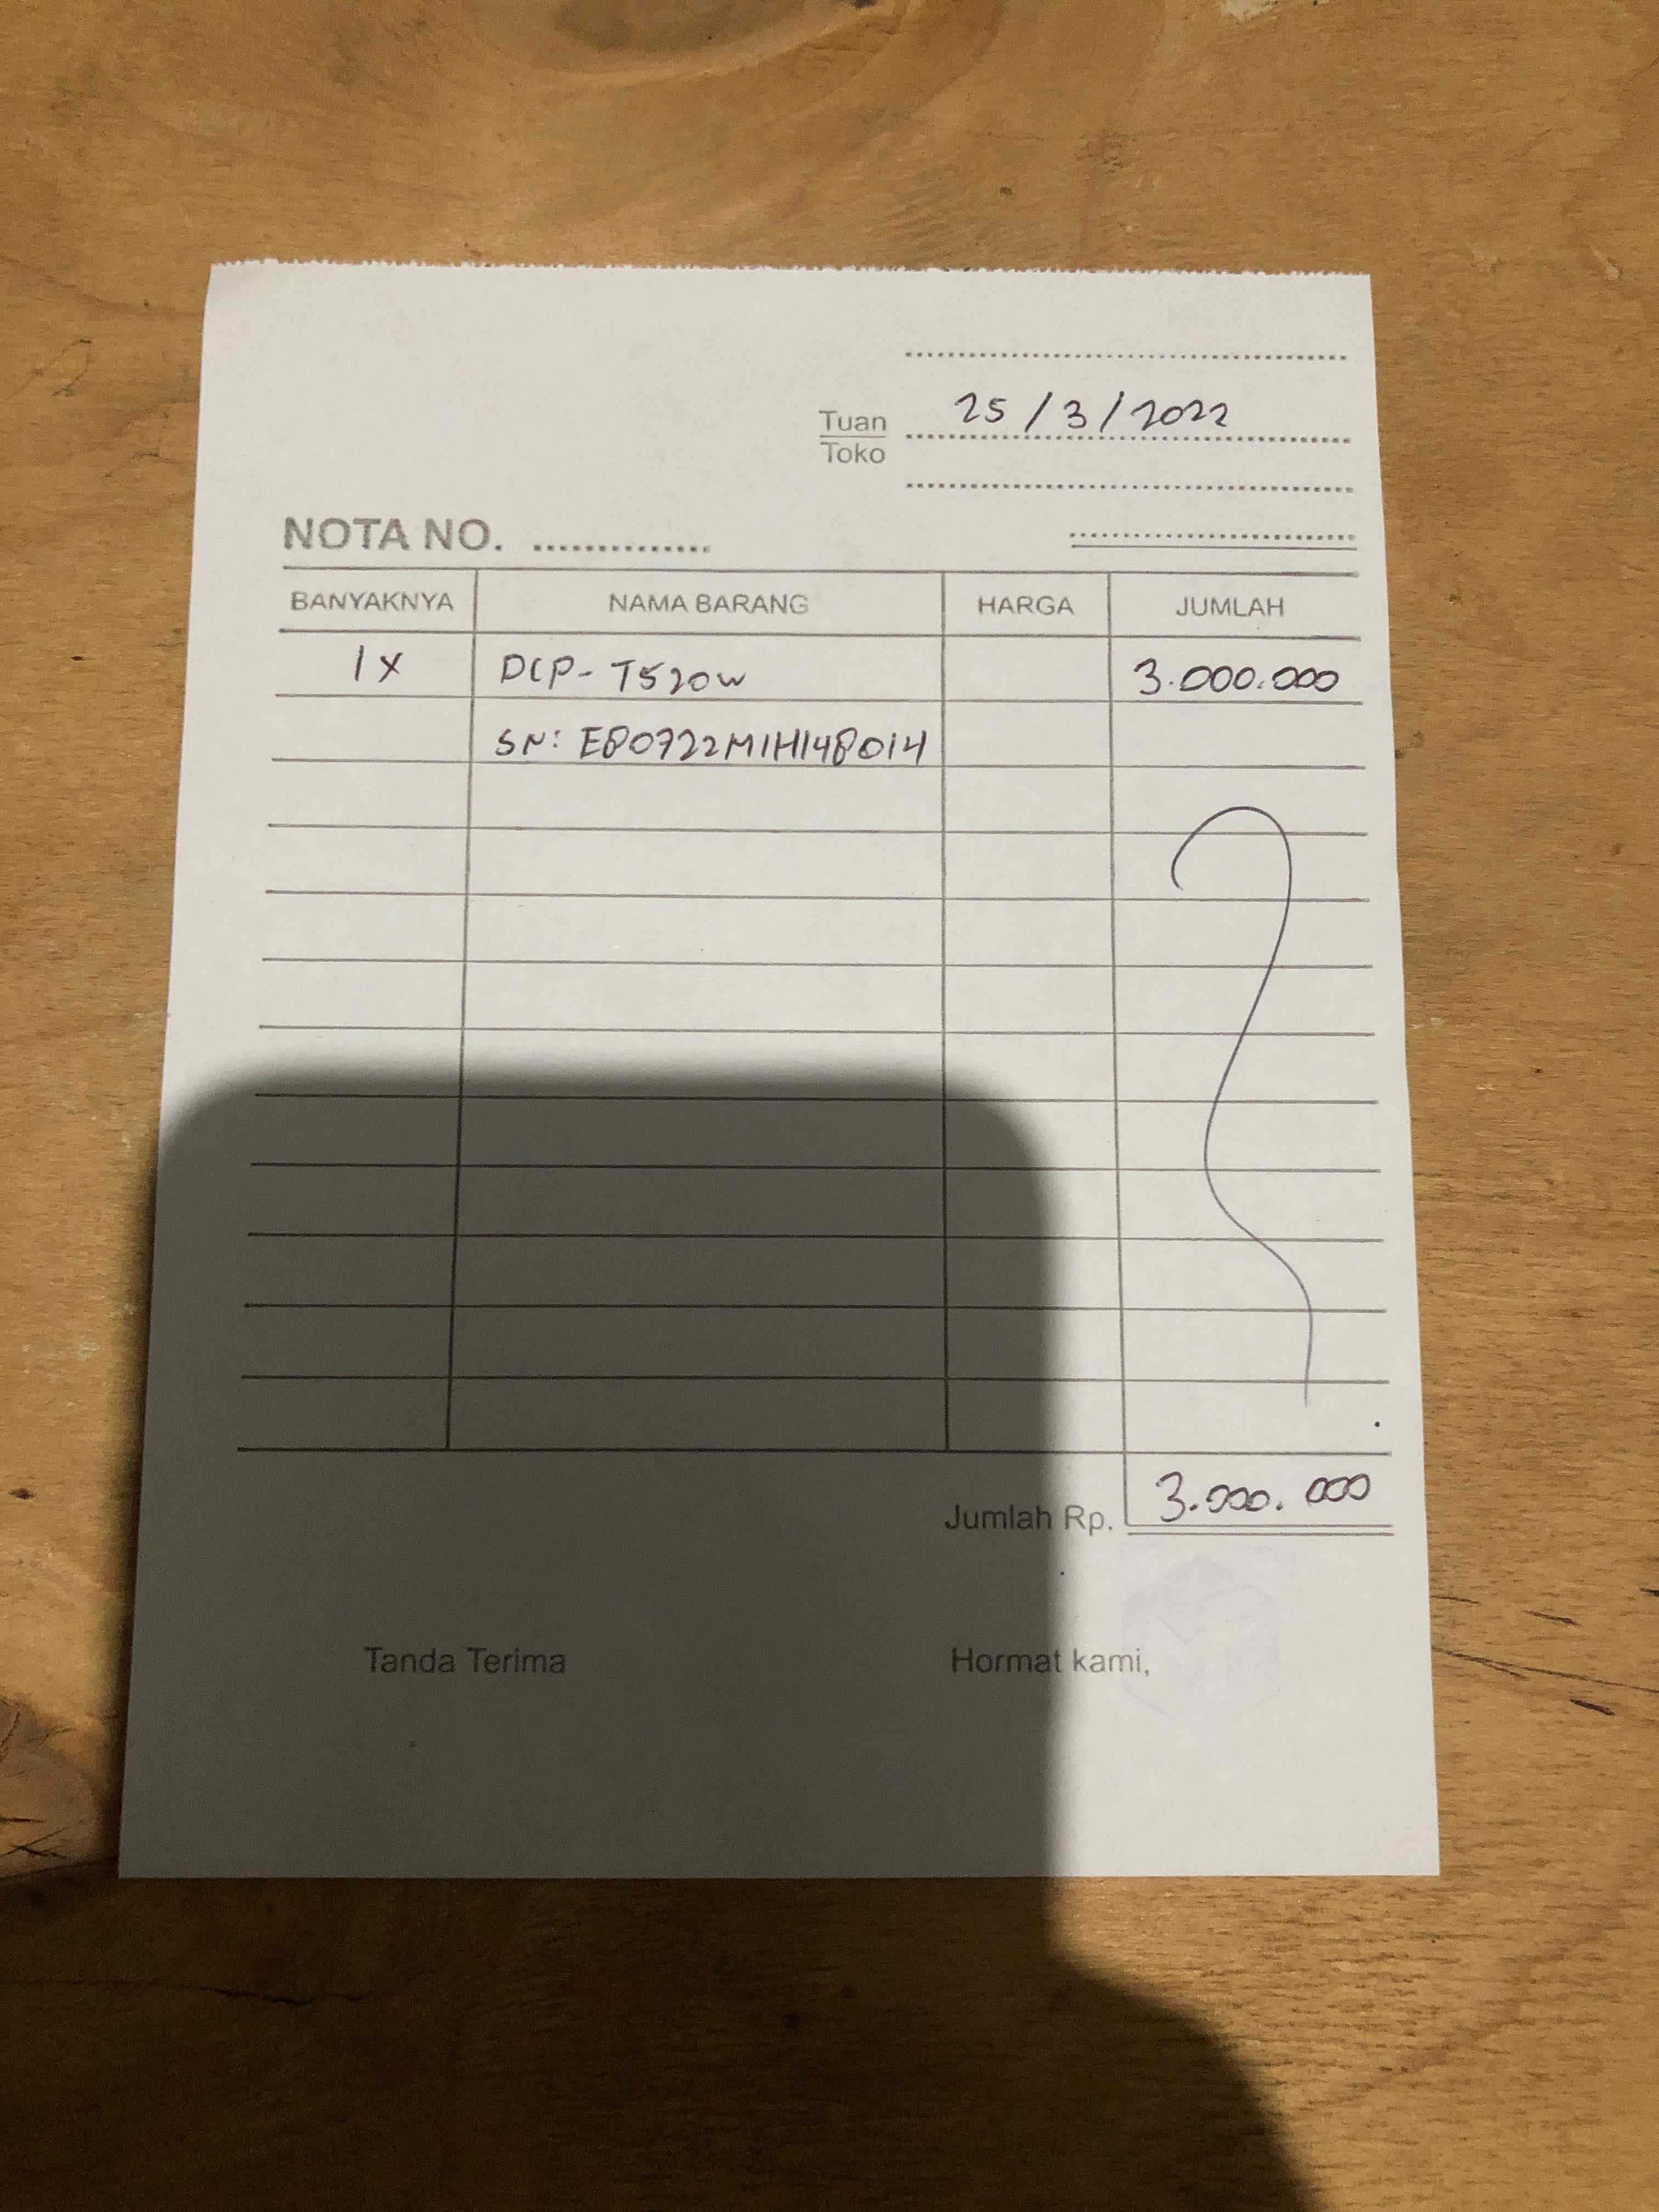 25/3/2022
Tuan
Toko
NOTA NO. ...............
BANYAKNYA NAMA BARANG HARGA JUMLAH
1x DCP-T520W 3.000.000
SN: E80722M1H148014
Jumlah Rp. 3.000.000
Tanda Terima Hormat kami,